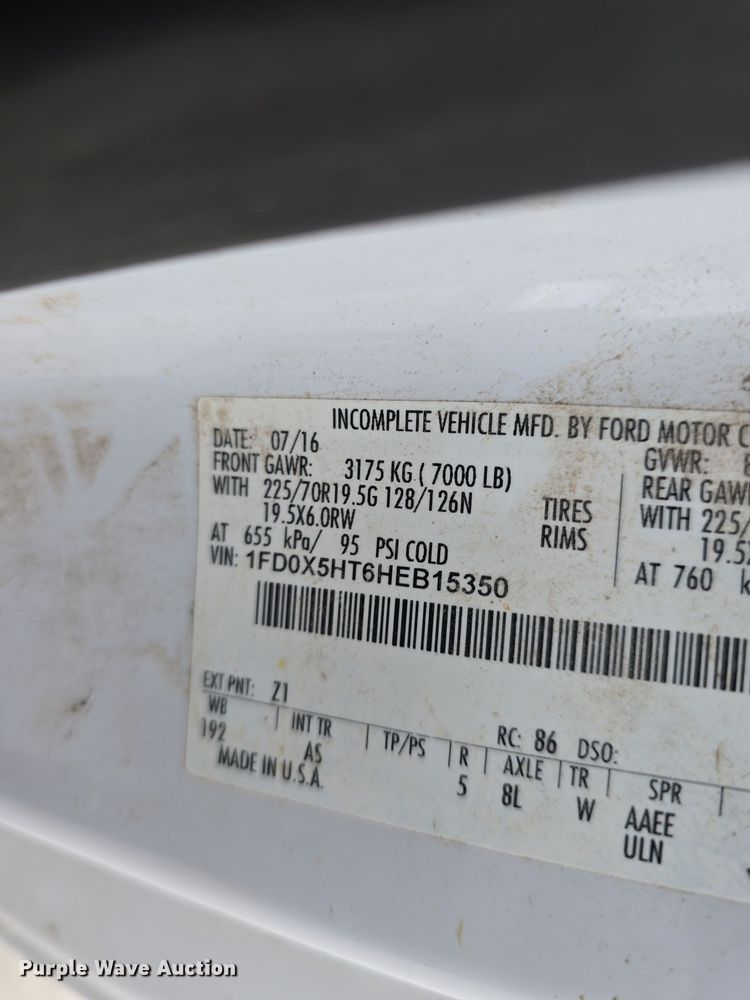 INCOMPLETE VEHICLE MFD. BY FORD MOTOR C
DATE: 07/16
GVWR:
FRONT GAWR: 3175 KG ( 7000 LB)
REAR GAWR
WITH 225/70R19.5G 128/126N TIRES
WITH 225/
19.5X6.0RW RIMS
19.5
AT 655 kPa/ 95 PSI COLD
AT 760 k
VIN: 1FD0X5HT6HEB15350
EXT PNT: Z1
RC: 86 DSO:
WB INT TR TP/PS R AXLE TR SPR
192 AS 5 8L W AAEE
ULN
MADE IN U.S.A.
Purple Wave Auction